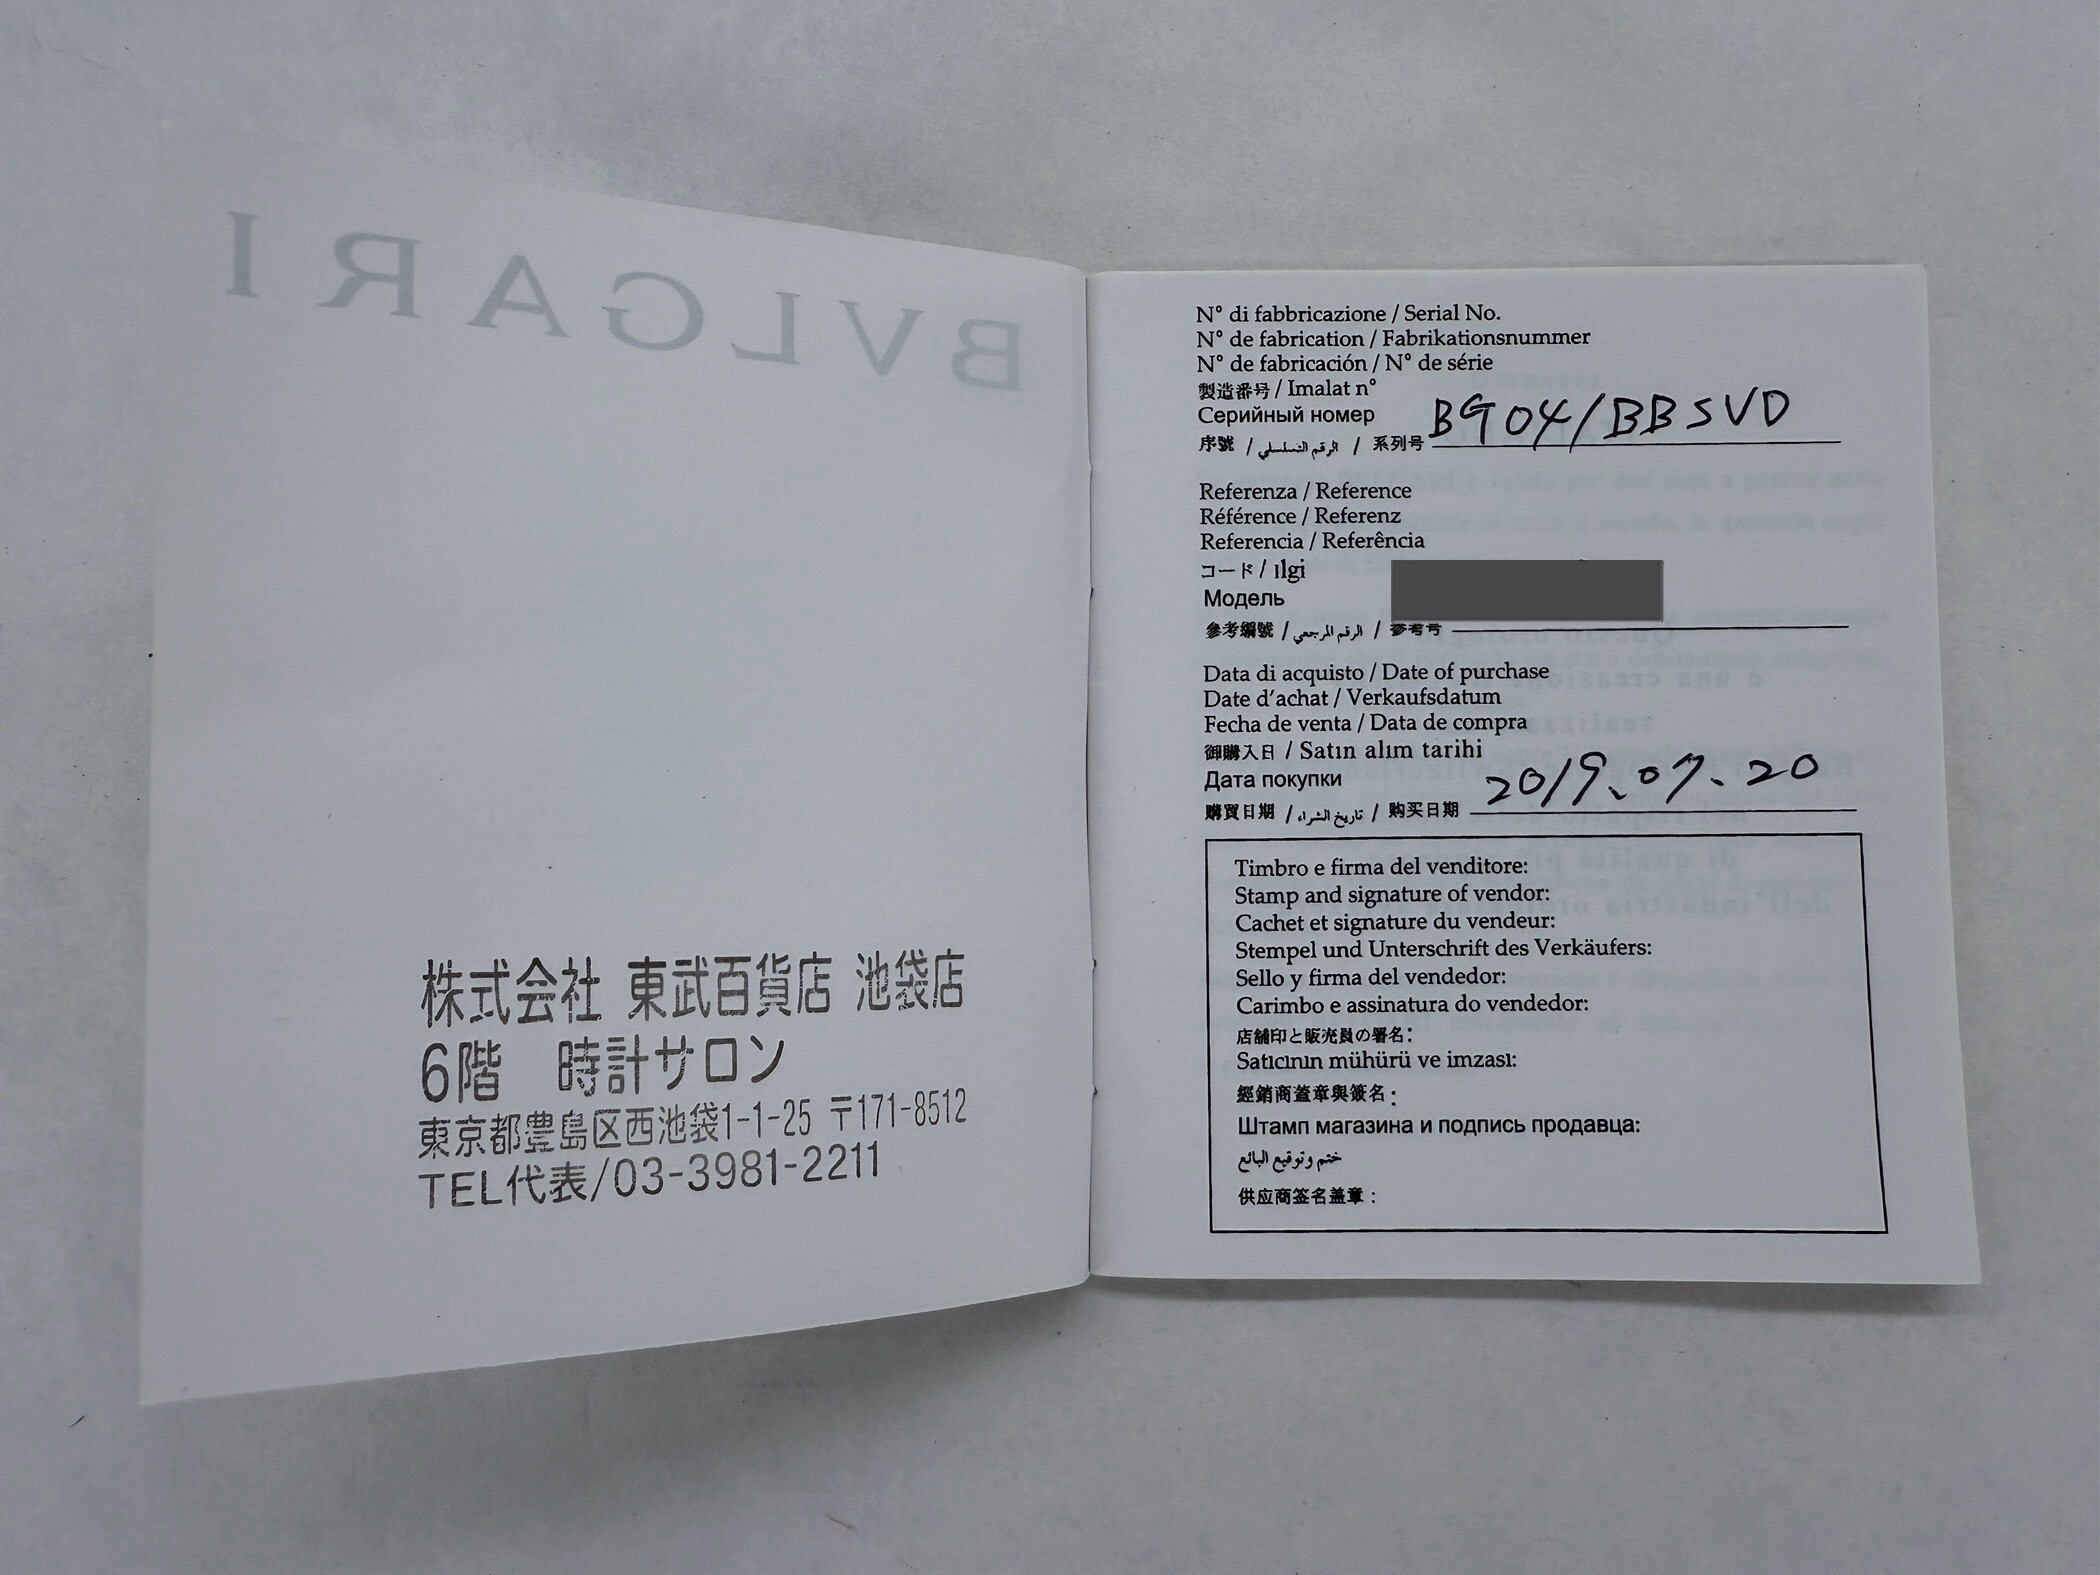 BVLGARI
株式会社 東武百貨店 池袋店
6階 時計サロン
東京都豊島区西池袋1-1-25 〒171-8512
TEL代表/03-3981-2211
N° di fabbricazione / Serial No.
N° de fabrication / Fabrikationsnummer
N° de fabricación / N° de série
製造番号 / Imalat n°
Серийный номер
序號 / الرقم التسلسلي / 系列号 BG04/BBSVD
Referenza / Reference
Référence / Referenz
Referencia / Referência
コード / ılgi
Модель
參考編號 / الرقم المرجعي / 参考号
Data di acquisto / Date of purchase
Date d'achat / Verkaufsdatum
Fecha de venta / Data de compra
御購入日 / Satın alım tarihi
Дата покупки
購買日期 / تاريخ الشراء / 购买日期 2019.07.20
Timbro e firma del venditore:
Stamp and signature of vendor:
Cachet et signature du vendeur:
Stempel und Unterschrift des Verkäufers:
Sello y firma del vendedor:
Carimbo e assinatura do vendedor:
店舗印と販売員の署名:
Satıcının mühürü ve imzası:
經銷商蓋章與簽名:
Штамп магазина и подпись продавца:
ختم وتوقيع البائع
供应商签名盖章: